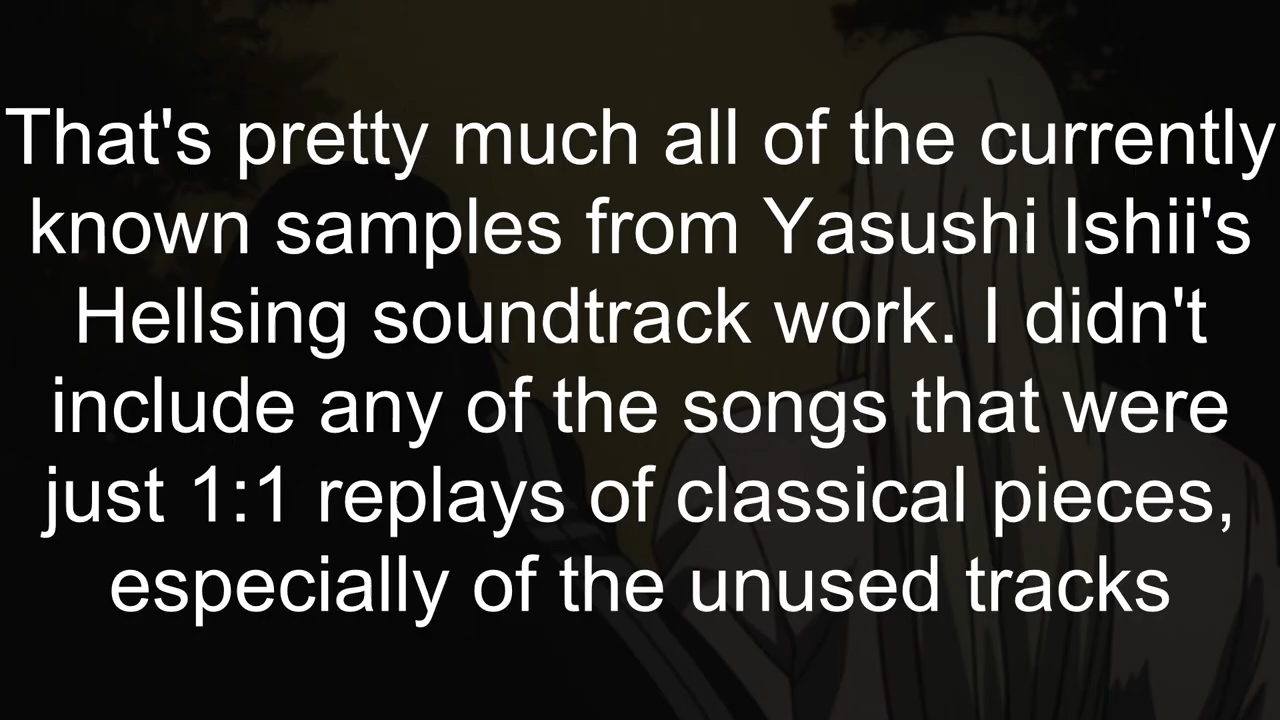 That's pretty much all of the currently
known samples from Yasushi Ishii's
Hellsing soundtrack work. I didn't
include any of the songs that were
just 1:1 replays of classical pieces,
especially of the unused tracks